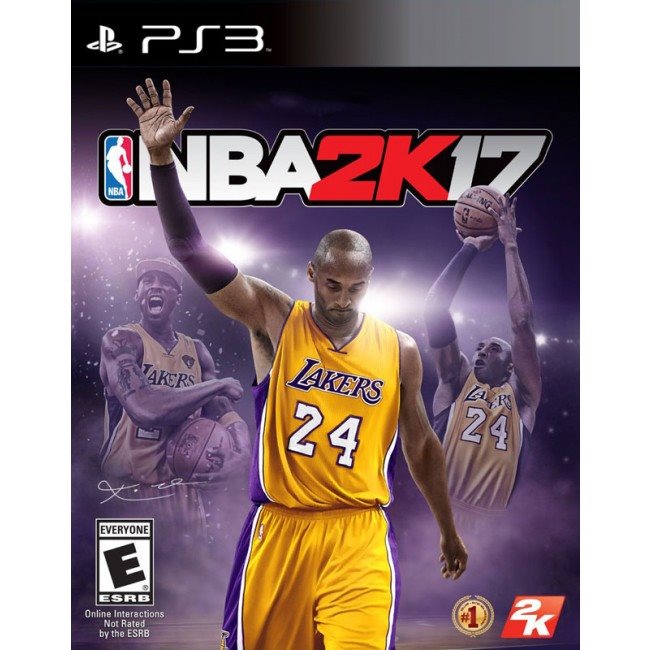 PS3
NBA2K17
NBA
LAKERS
LAKERS
24
24
EVERYONE
E
ESRB
Online Interactions
Not Rated
by the ESRB
#1
2K